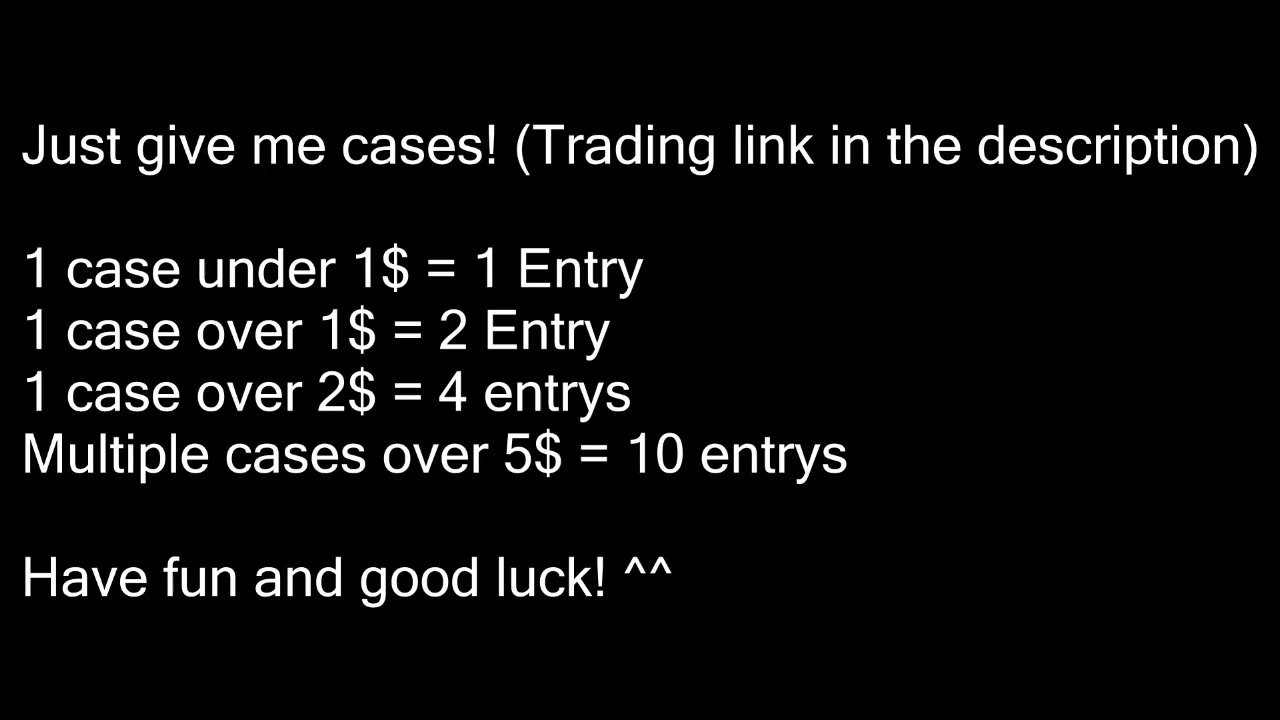 Just give me cases! (Trading link in the description)
1 case under 1$ = 1 Entry
1 case over 1$ = 2 Entry
1 case over 2$ = 4 entrys
Multiple cases over 5$ = 10 entrys
Have fun and good luck! ^^